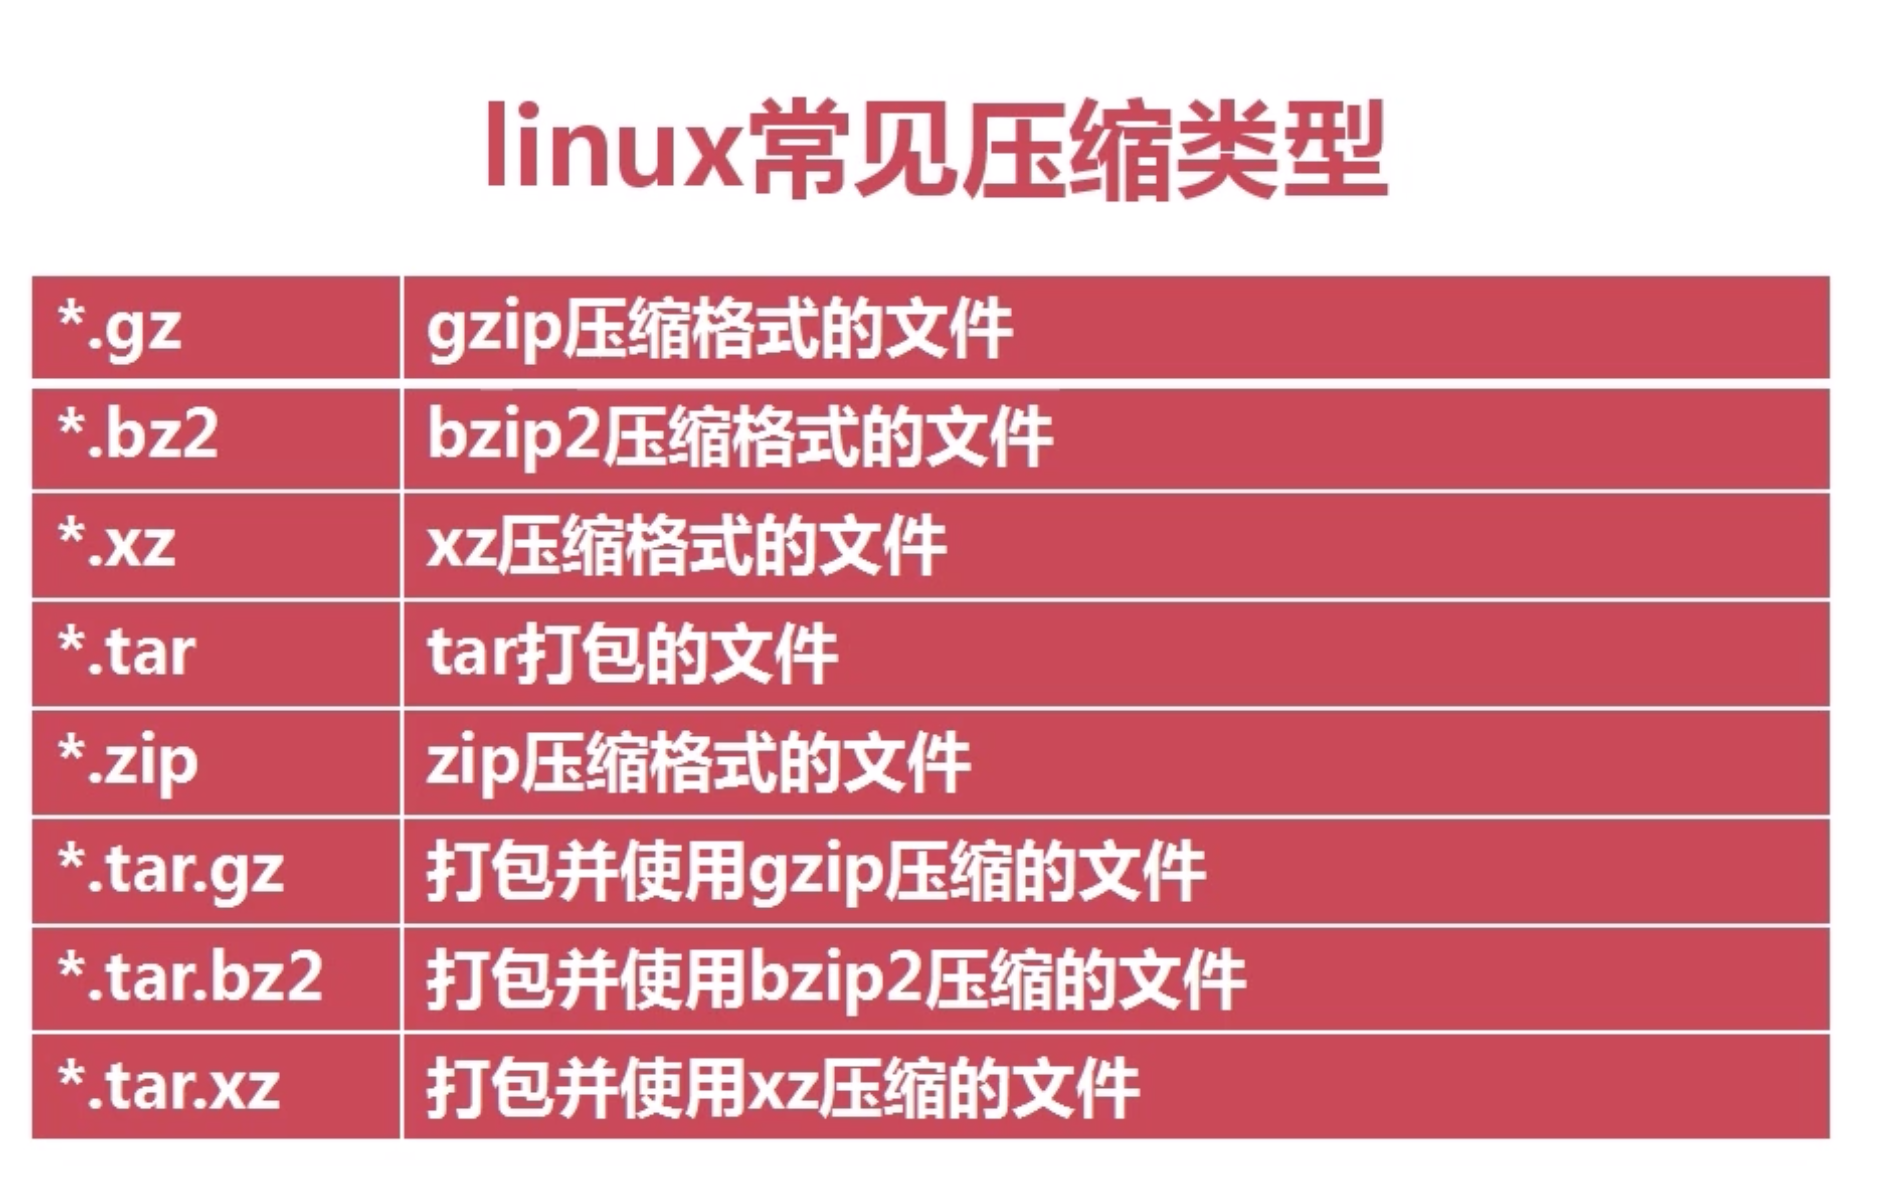 linux常见压缩类型
*.gz gzip压缩格式的文件
*.bz2 bzip2压缩格式的文件
*.xz xz压缩格式的文件
*.tar tar打包的文件
*.zip zip压缩格式的文件
*.tar.gz 打包并使用gzip压缩的文件
*.tar.bz2 打包并使用bzip2压缩的文件
*.tar.xz 打包并使用xz压缩的文件